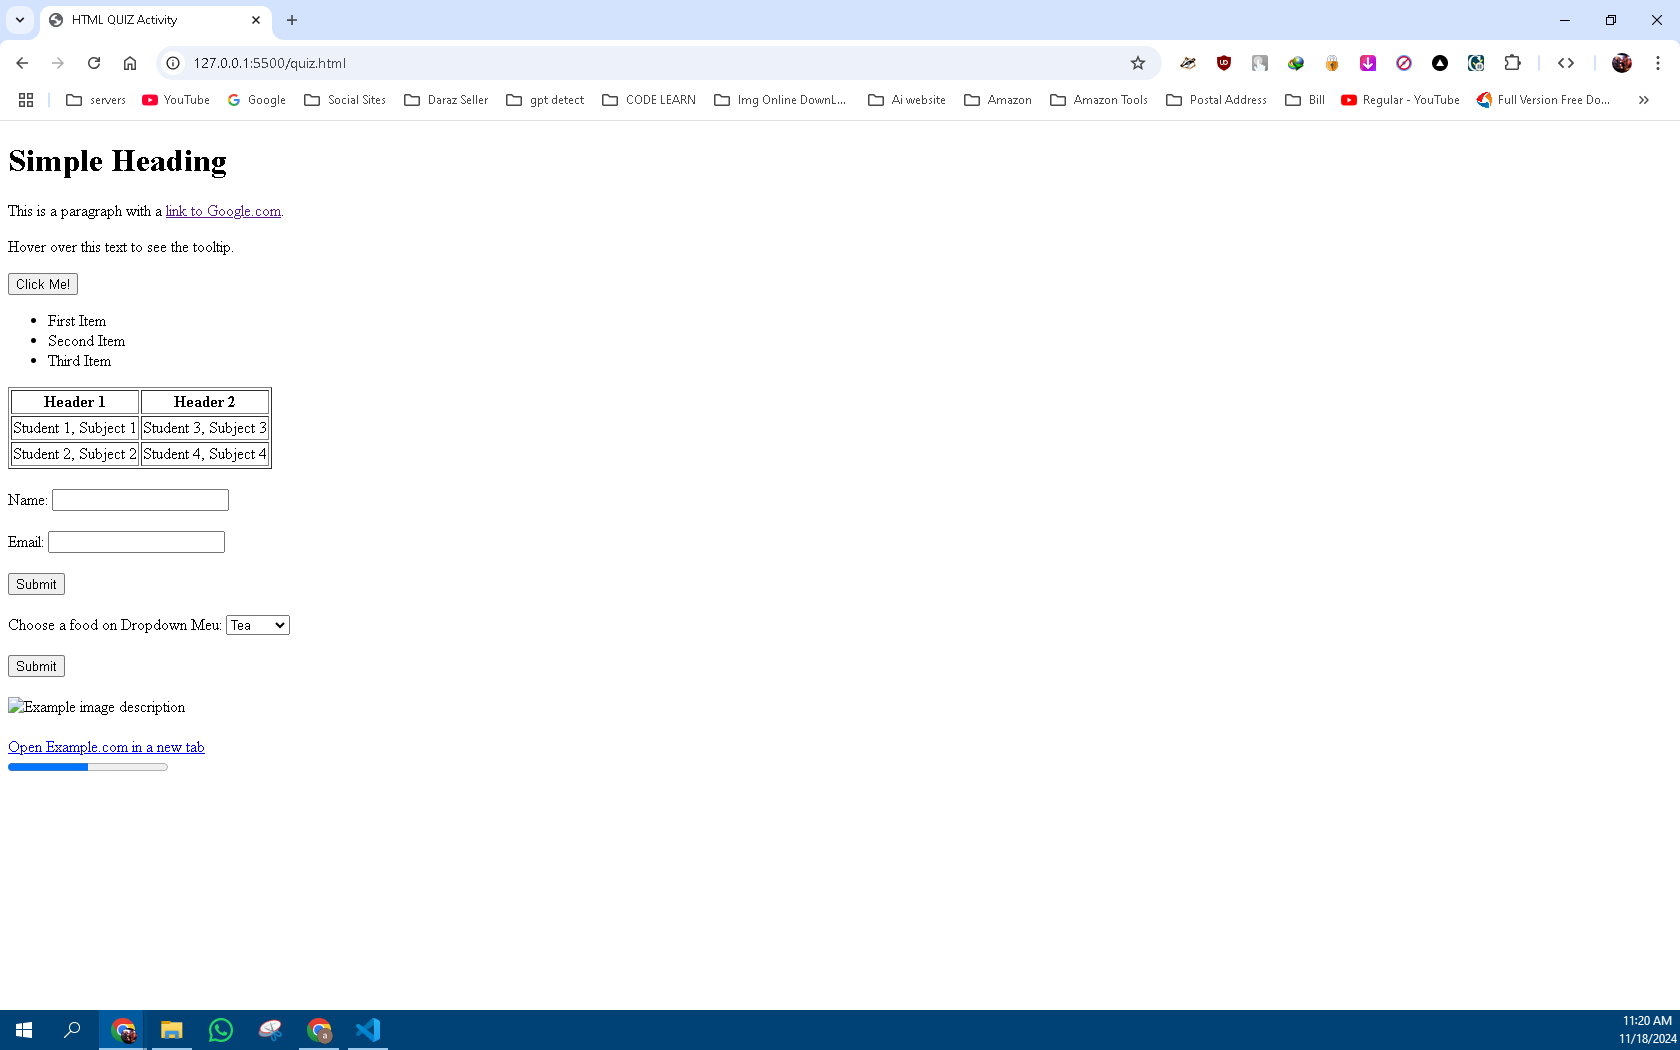 HTML QUIZ Activity
127.0.0.1:5500/quiz.html
servers YouTube Google Social Sites Daraz Seller gpt detect CODE LEARN Img Online DownL... Ai website Amazon Amazon Tools Postal Address Bill Regular - YouTube Full Version Free Do...
Simple Heading
This is a paragraph with a link to Google.com.
Hover over this text to see the tooltip.
Click Me!
First Item
Second Item
Third Item
Header 1 Header 2
Student 1, Subject 1 Student 3, Subject 3
Student 2, Subject 2 Student 4, Subject 4
Name:
Email:
Submit
Choose a food on Dropdown Meu: Tea
Submit
Example image description
Open Example.com in a new tab
11:20 AM
11/18/2024